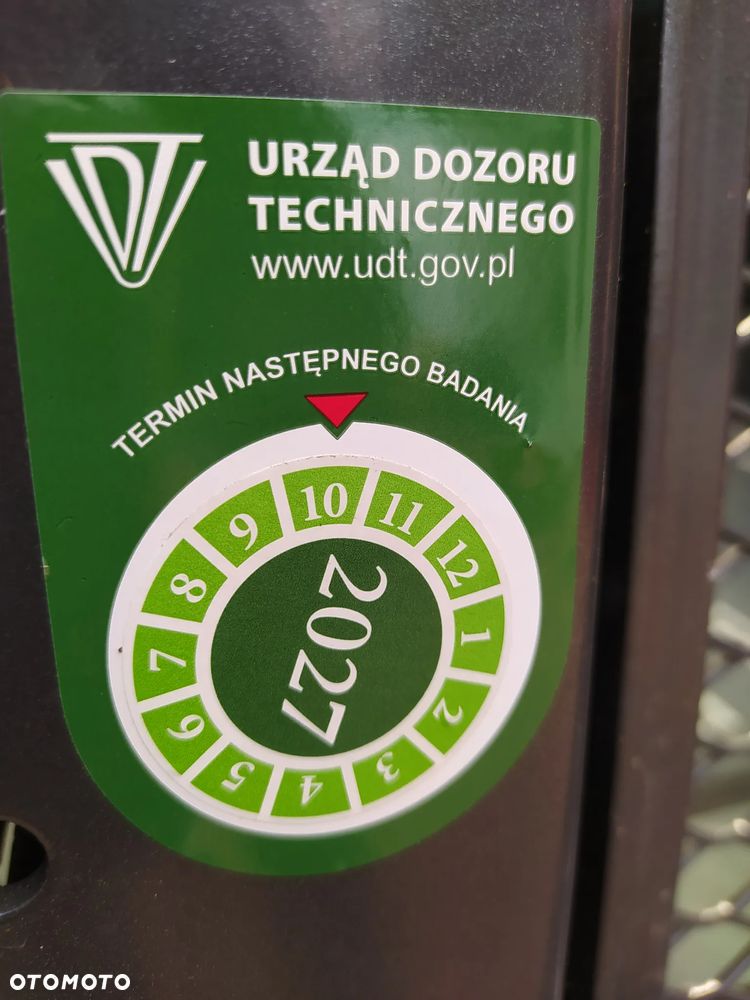 UDT
URZĄD DOZORU
TECHNICZNEGO
www.udt.gov.pl
TERMIN NASTĘPNEGO BADANIA
10
11
12
1
2
3
4
5
6
7
8
9
2027
OTOMOTO